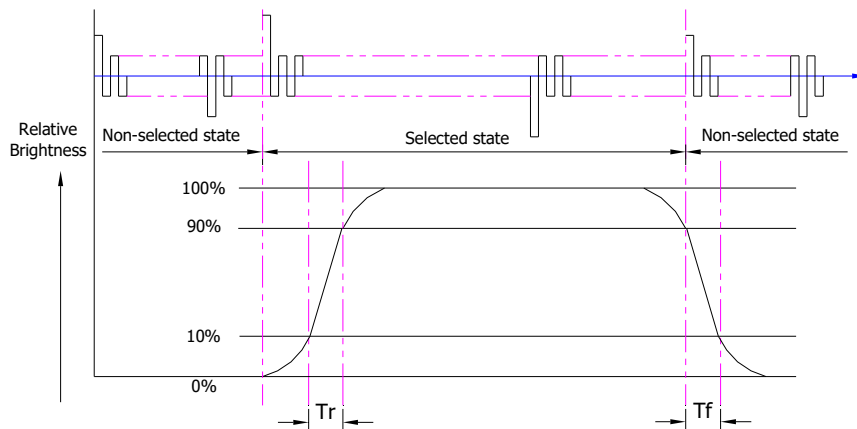 Relative
Brightness
Non-selected state
Selected state
Non-selected state
100%
90%
10%
0%
Tr
Tf